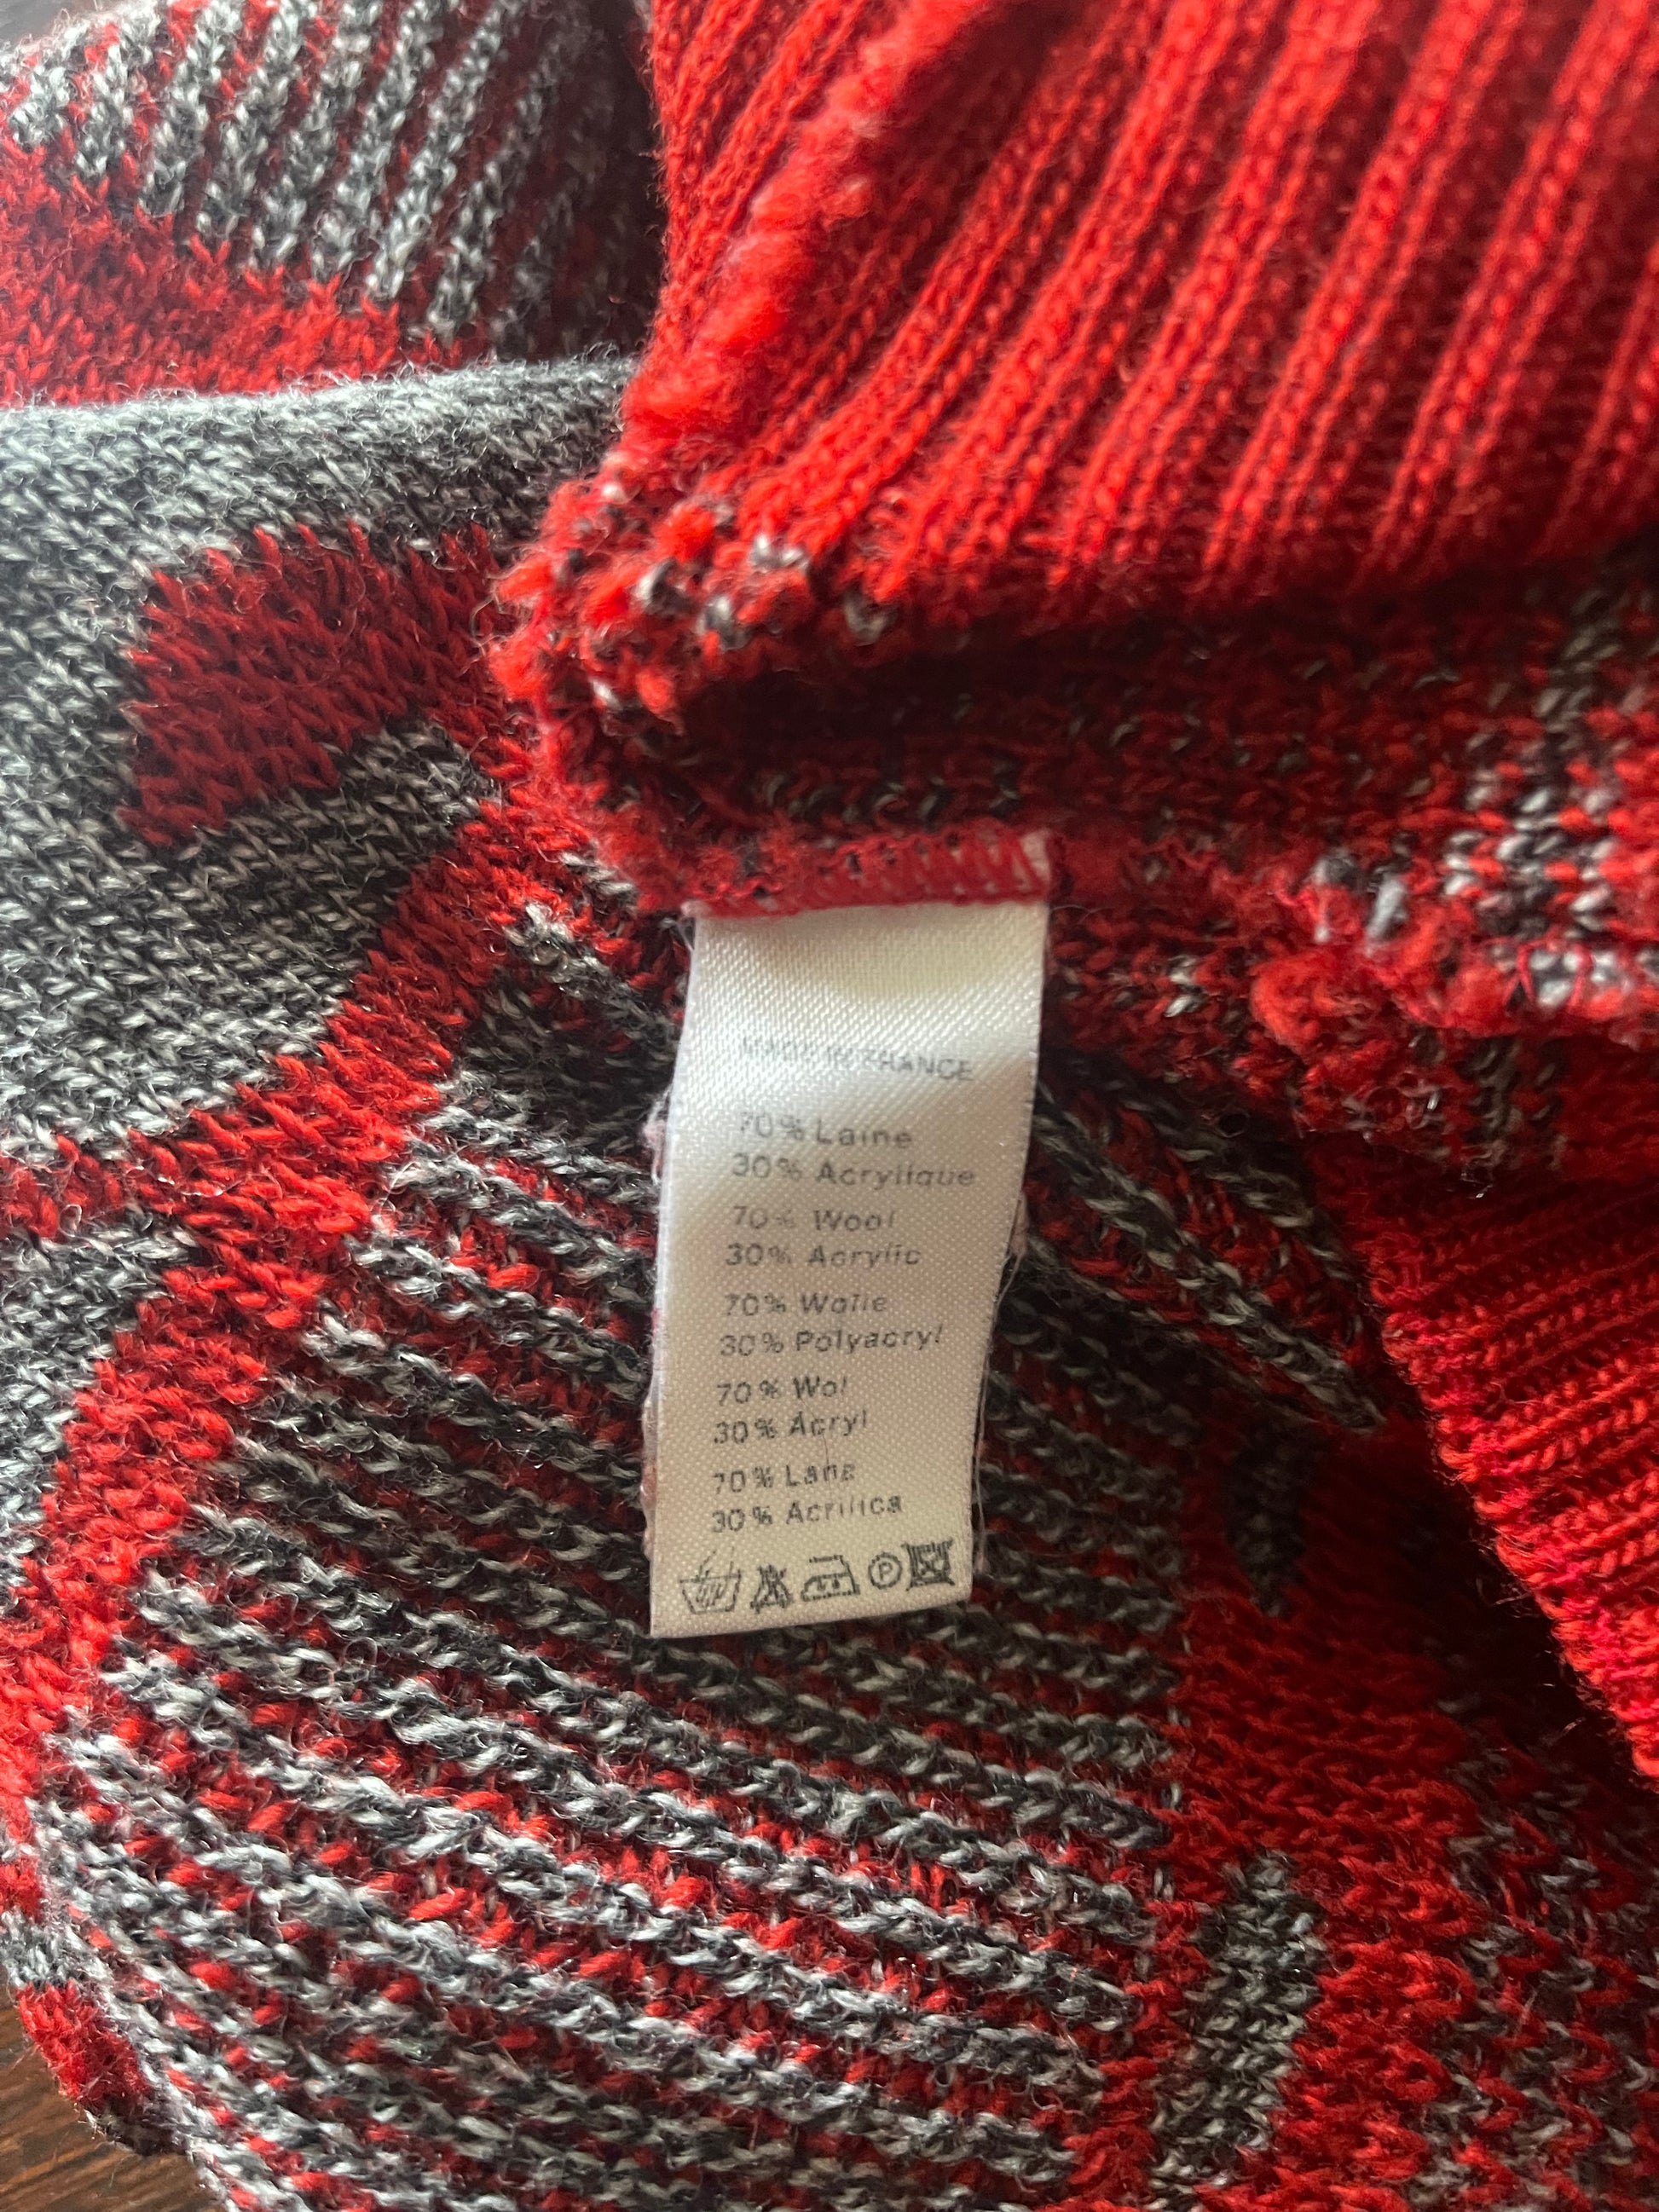 MADE IN FRANCE
70% Laine
30% Acrylique
70% Wool
30% Acrylic
70% Wolle
30% Polyacryl
70% Wol
30% Acryl
70% Lana
30% Acrilica
P